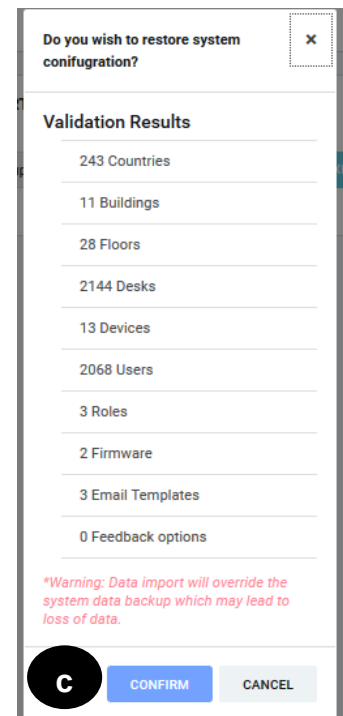 Do you wish to restore system
conifugration?
×
Validation Results
243 Countries
11 Buildings
28 Floors
2144 Desks
13 Devices
2068 Users
3 Roles
2 Firmware
3 Email Templates
0 Feedback options
*Warning: Data import will override the
system data backup which may lead to
loss of data.
c CONFIRM CANCEL